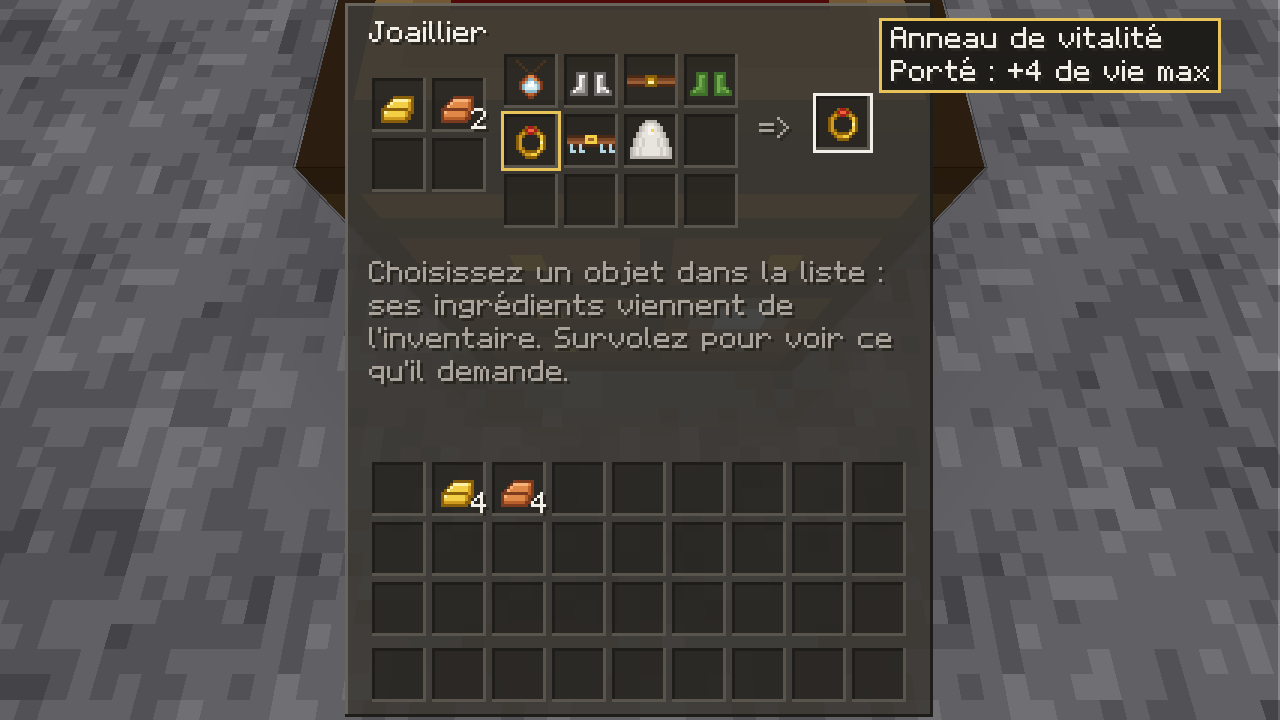 Joaillier
Anneau de vitalité
Porté : +4 de vie max
2
=>
Choisissez un objet dans la liste :
ses ingrédients viennent de
l'inventaire. Survolez pour voir ce
qu'il demande.
4 4